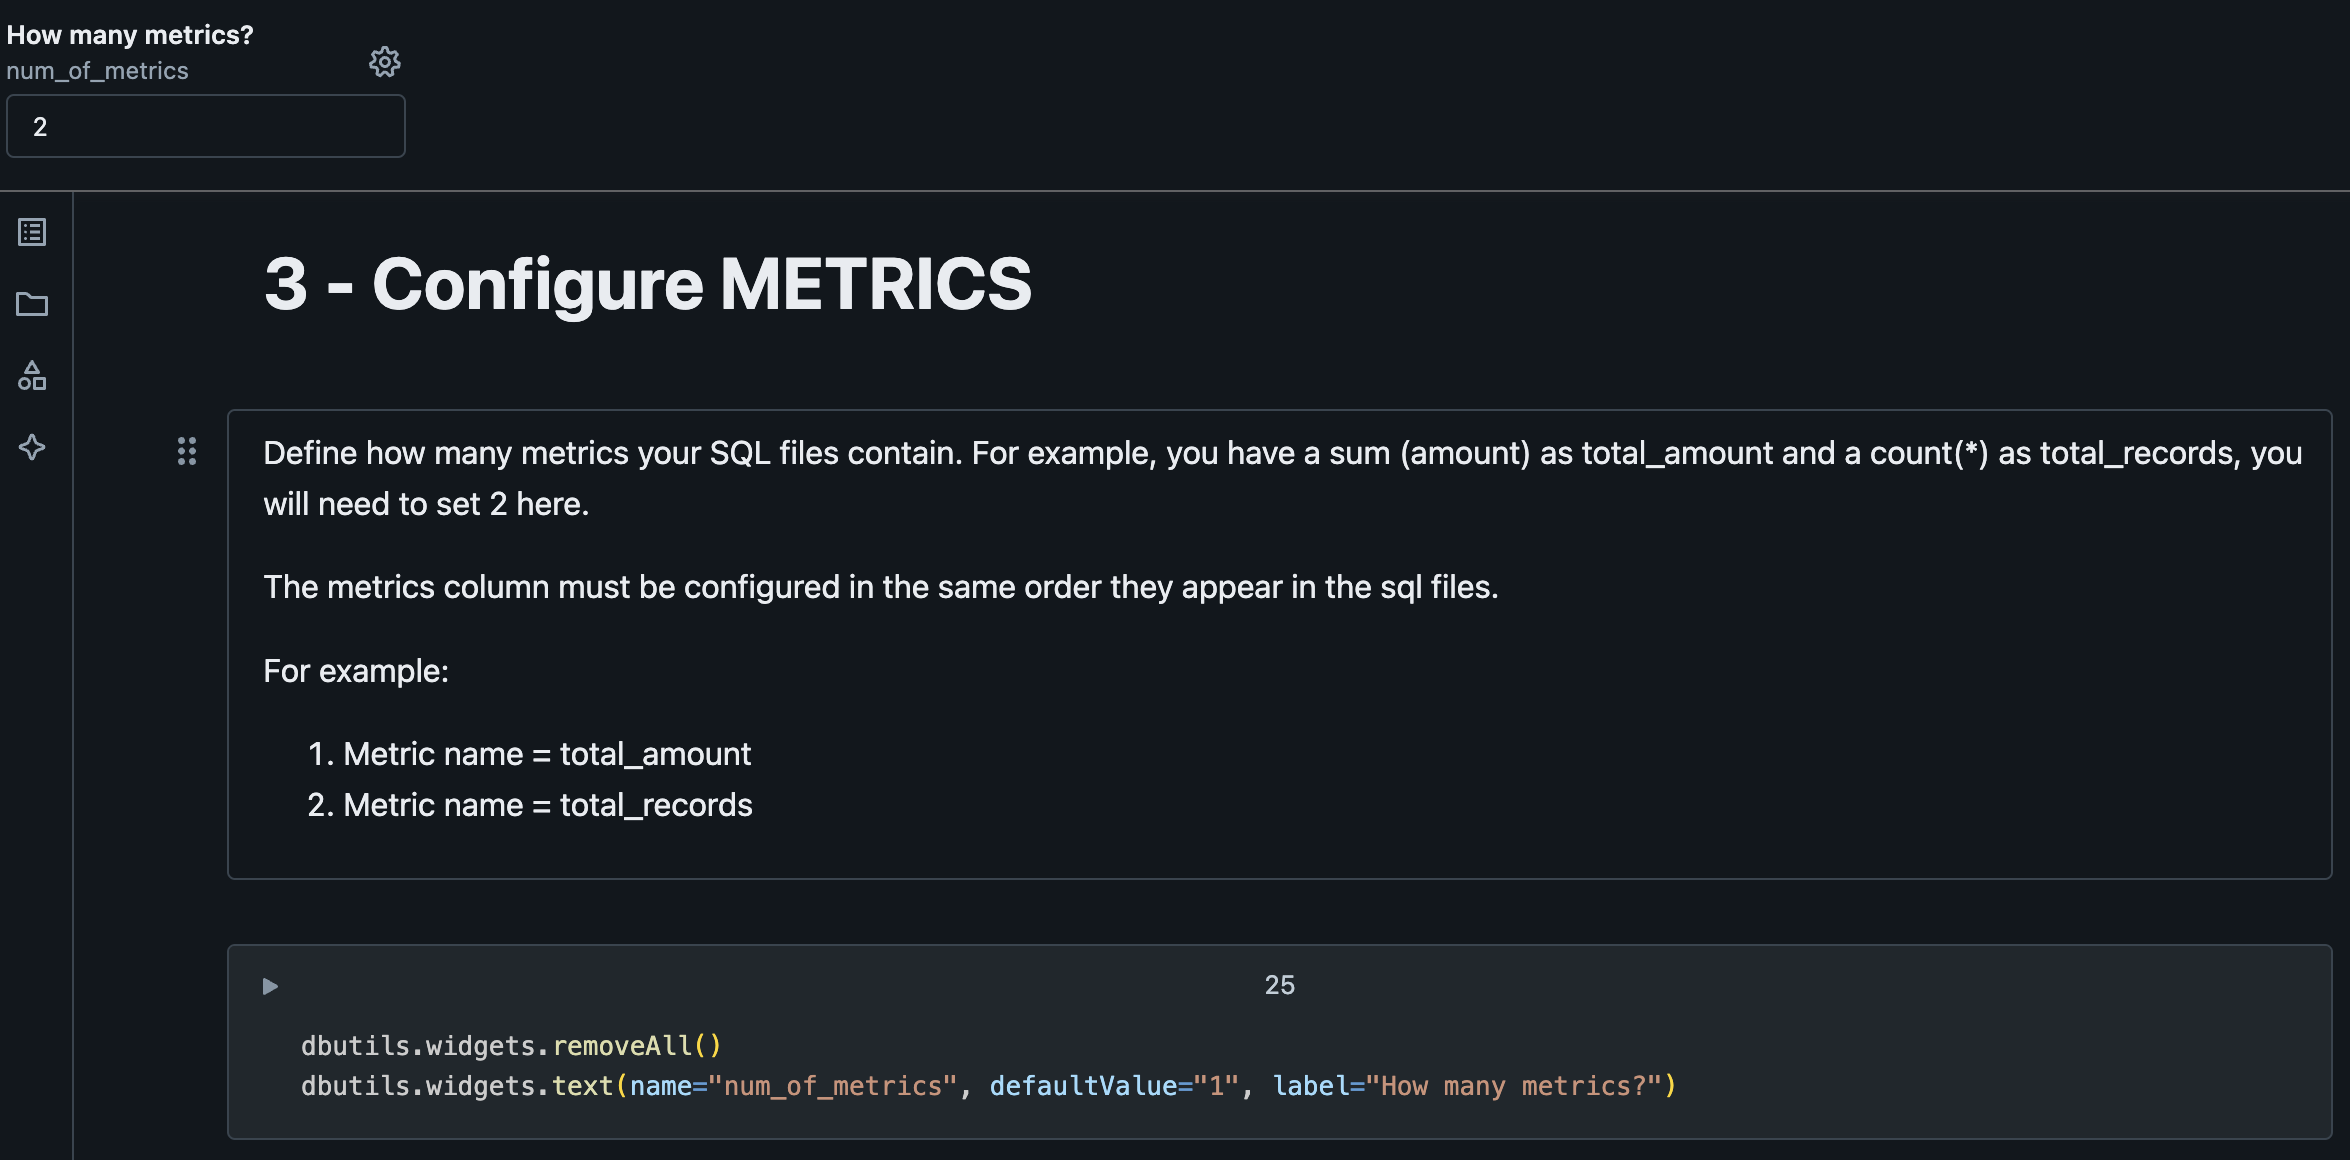 How many metrics?
num_of_metrics
2
3 - Configure METRICS
Define how many metrics your SQL files contain. For example, you have a sum (amount) as total_amount and a count(*) as total_records, you
will need to set 2 here.
The metrics column must be configured in the same order they appear in the sql files.
For example:
1. Metric name = total_amount
2. Metric name = total_records
25
dbutils.widgets.removeAll()
dbutils.widgets.text(name="num_of_metrics", defaultValue="1", label="How many metrics?")